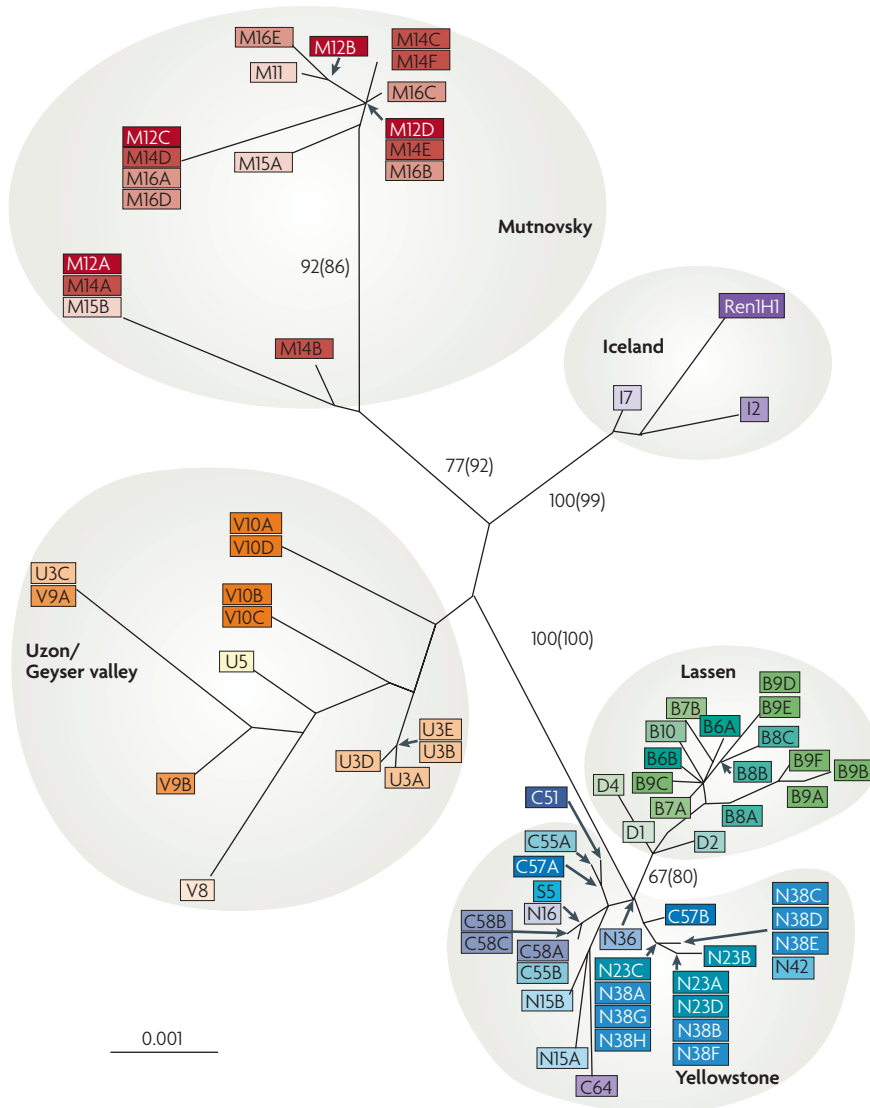 M16E
M12B
M14C
M14F
M11
M16C
M12C
M14D
M16A
M16D
M15A
M12D
M14E
M16B
Mutnovsky
M12A
M14A
M15B
92(86)
M14B
Ren1H1
Iceland
I7
I2
77(92)
100(99)
V10A
V10D
U3C
V9A
V10B
V10C
Uzon/
Geyser valley
U5
U3E
U3B
U3D
U3A
V9B
V8
100(100)
Lassen
B9D
B9E
B7B
B6A
B10
B8C
B6B
B8B
B9F
B9B
B9C
B9A
D4
B7A
B8A
D1
D2
C51
C55A
C57A
S5
N16
67(80)
C58B
C58C
C58A
C55B
N36
C57B
N38C
N38D
N38E
N42
N23B
N15B
N23C
N38A
N38G
N38H
N23A
N23D
N38B
N38F
N15A
C64
Yellowstone
0.001